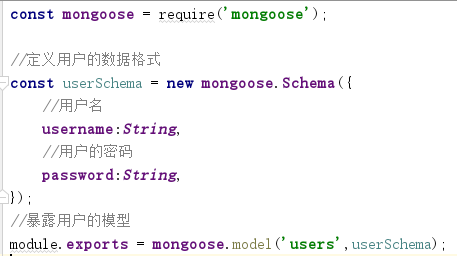 const mongoose = require('mongoose');
//定义用户的数据格式
const userSchema = new mongoose.Schema({
//用户名
username:String,
//用户的密码
password:String,
});
//暴露用户的模型
module.exports = mongoose.model('users',userSchema);